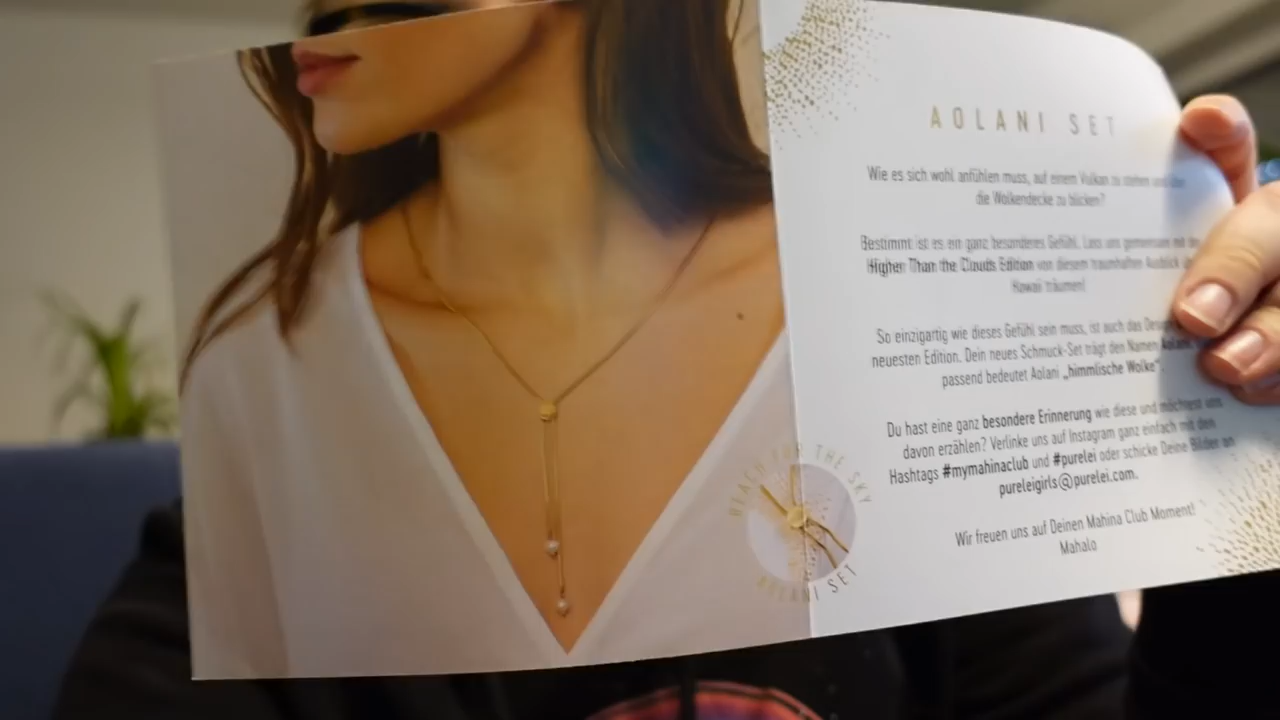 AOLANI SET
Wie es sich wohl anfühlen muss, auf einem Vulkan zu stehen und über
die Wolkendecke zu blicken?
Bestimmt ist es ein ganz besonderes Gefühl. Lass uns gemeinsam mit der
Higher Than the Clouds Edition von diesem traumhaften Ausblick
Hawaii träumen!
So einzigartig wie dieses Gefühl sein muss, ist auch das Design
neuesten Edition. Dein neues Schmuck-Set trägt den Namen Aolani
passend bedeutet Aolani „himmlische Wolke".
Du hast eine ganz besondere Erinnerung wie diese und möchtest uns
davon erzählen? Verlinke uns auf Instagram ganz einfach mit den
Hashtags #mymahinaclub und #purelei oder schicke Deine Bilder an
pureleigirls@purelei.com.
Wir freuen uns auf Deinen Mahina Club Moment!
Mahalo
REACH FOR THE SKY
AOLANI SET